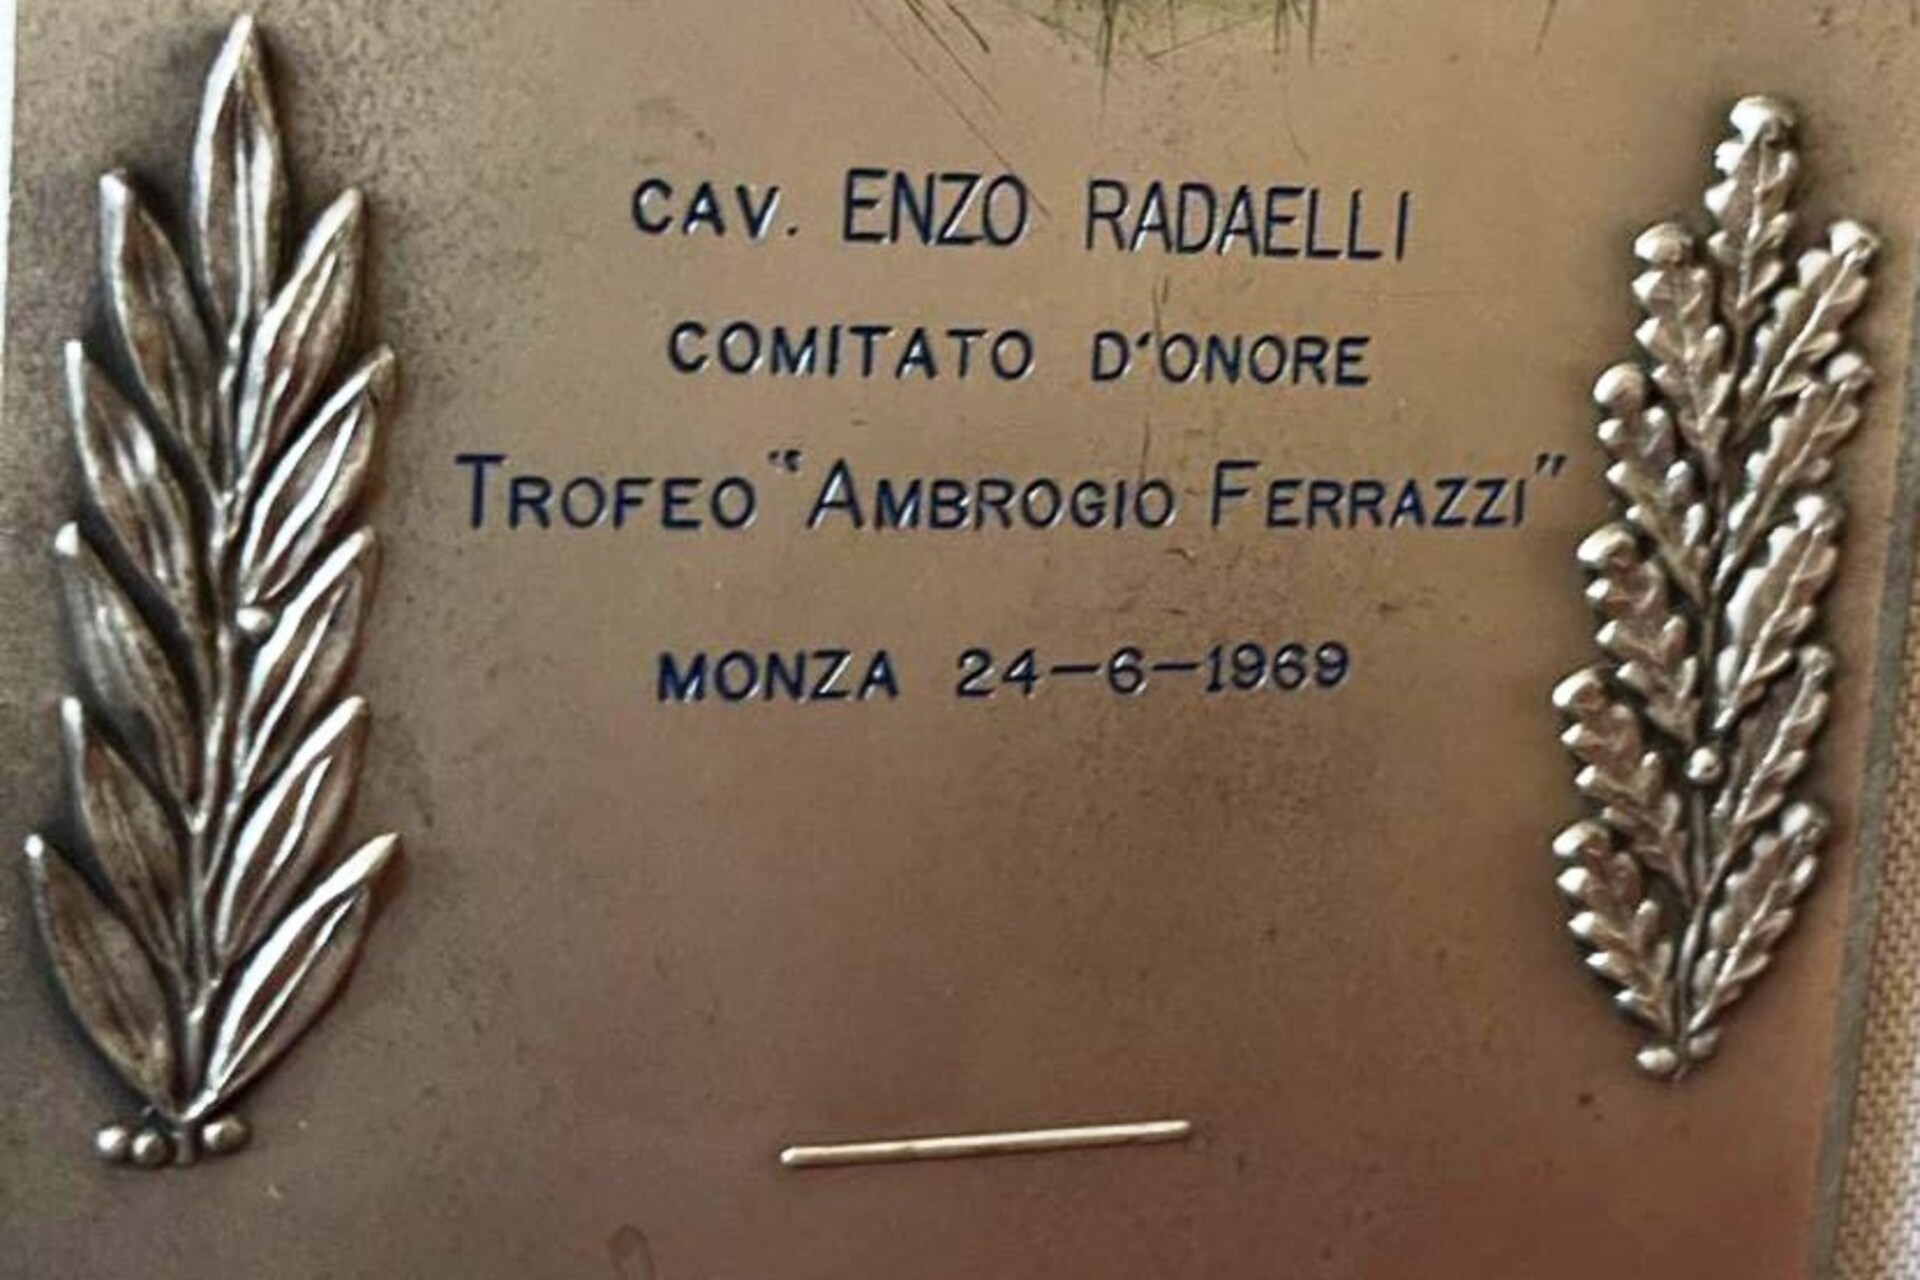 CAV. ENZO RADAELLI
COMITATO D'ONORE
TROFEO "AMBROGIO FERRAZZI"
MONZA 24-6-1969